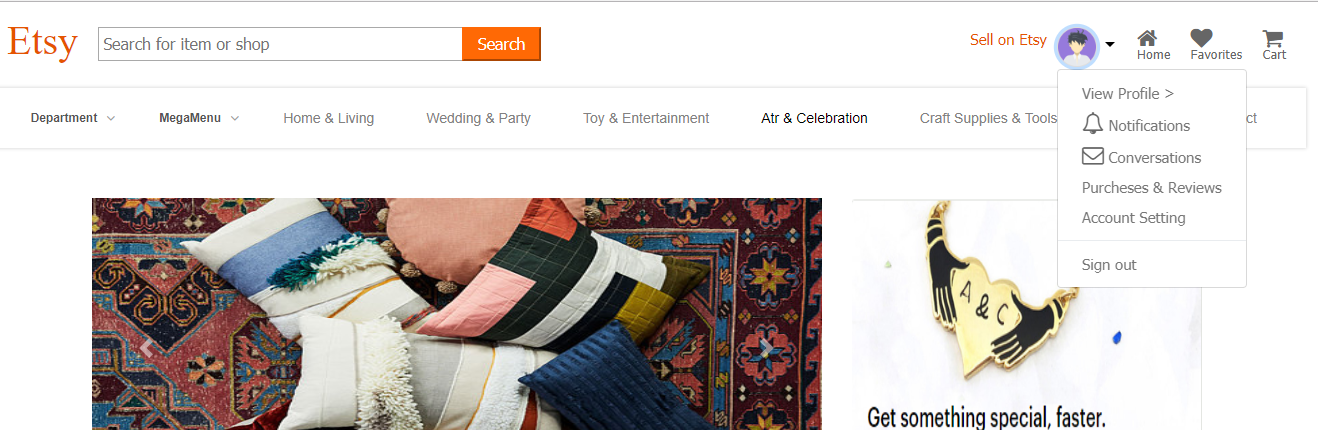 Etsy
Search for item or shop
Search
Sell on Etsy
Home
Favorites
Cart
Department
MegaMenu
Home & Living
Wedding & Party
Toy & Entertainment
Atr & Celebration
Craft Supplies & Tools
View Profile >
Notifications
Conversations
Purcheses & Reviews
Account Setting
Sign out
A & C
Get something special, faster.